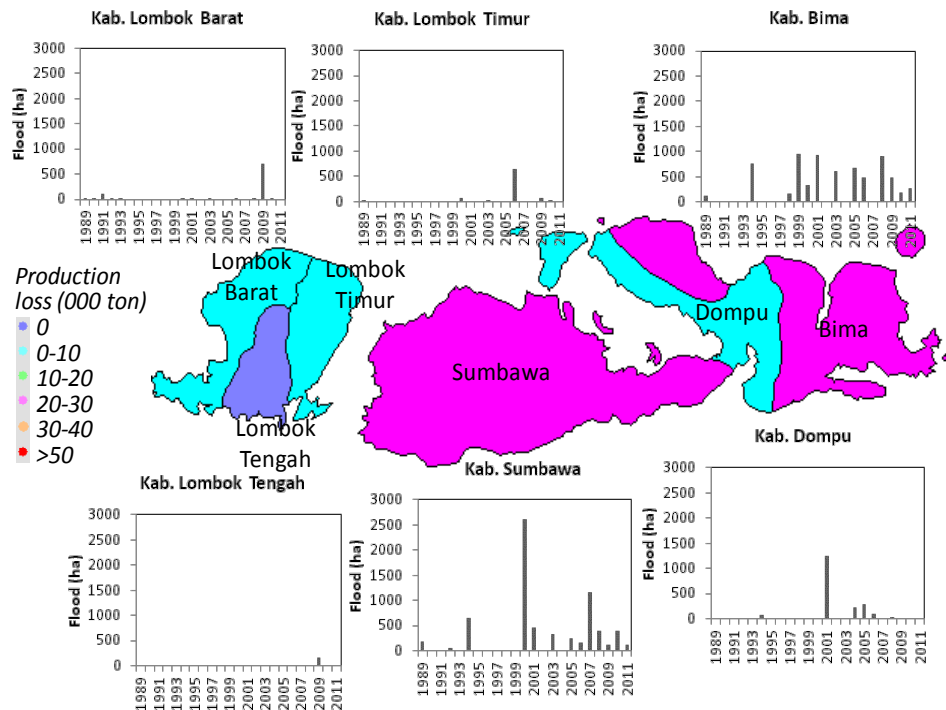 Kab. Lombok Barat
Flood (ha)
3000
2500
2000
1500
1000
500
0
1989 1991 1993 1995 1997 1999 2001 2003 2005 2007 2009 2011
Kab. Lombok Timur
Flood (ha)
3000
2500
2000
1500
1000
500
0
1989 1991 1993 1995 1997 1999 2001 2003 2005 2007 2009 2011
Kab. Bima
Flood (ha)
3000
2500
2000
1500
1000
500
0
1989 1991 1993 1995 1997 1999 2001 2003 2005 2007 2009 2011
Production
loss (000 ton)
0
0-10
10-20
20-30
30-40
>50
Lombok
Barat
Lombok
Timur
Lombok
Tengah
Sumbawa
Dompu
Bima
Kab. Lombok Tengah
Flood (ha)
3000
2500
2000
1500
1000
500
0
1989 1991 1993 1995 1997 1999 2001 2003 2005 2007 2009 2011
Kab. Sumbawa
Flood (ha)
3000
2500
2000
1500
1000
500
0
1989 1991 1993 1995 1997 1999 2001 2003 2005 2007 2009 2011
Kab. Dompu
Flood (ha)
3000
2500
2000
1500
1000
500
0
1989 1991 1993 1995 1997 1999 2001 2003 2005 2007 2009 2011